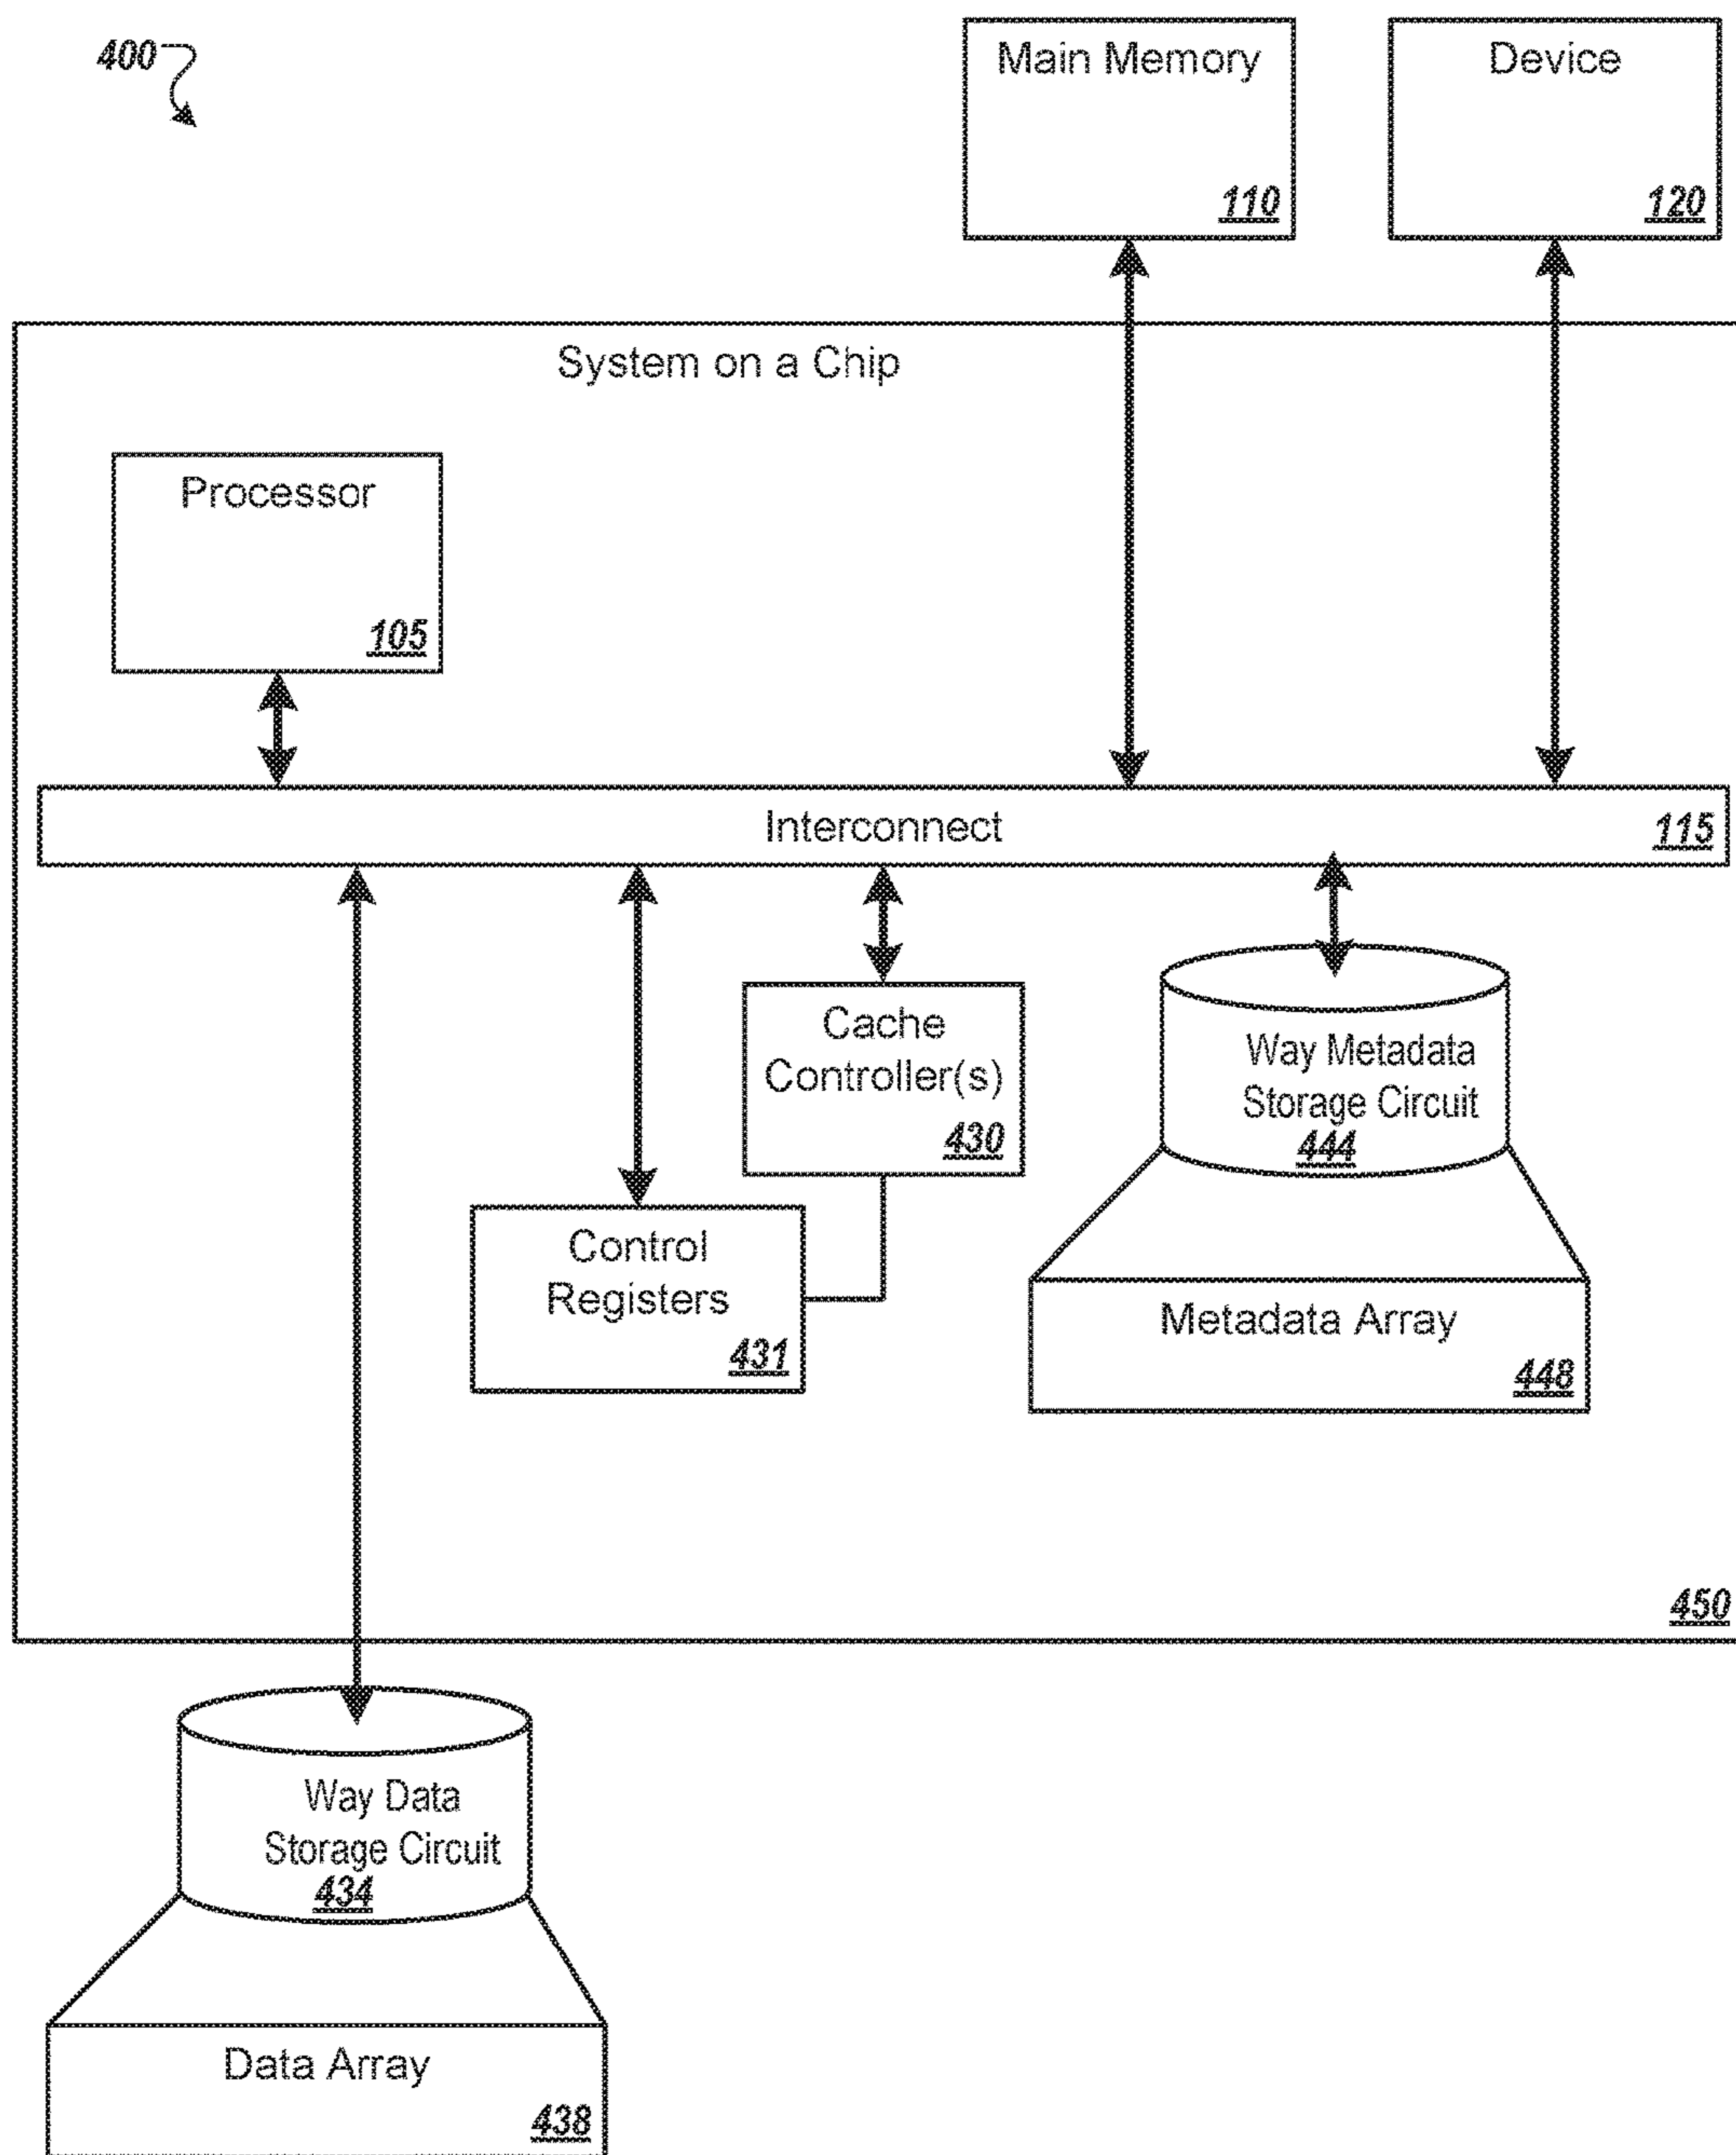 400
Main Memory
110
Device
120
System on a Chip
Processor
105
Interconnect
115
Cache
Controller(s)
430
Way Metadata
Storage Circuit
444
Control
Registers
431
Metadata Array
448
450
Way Data
Storage Circuit
434
Data Array
438